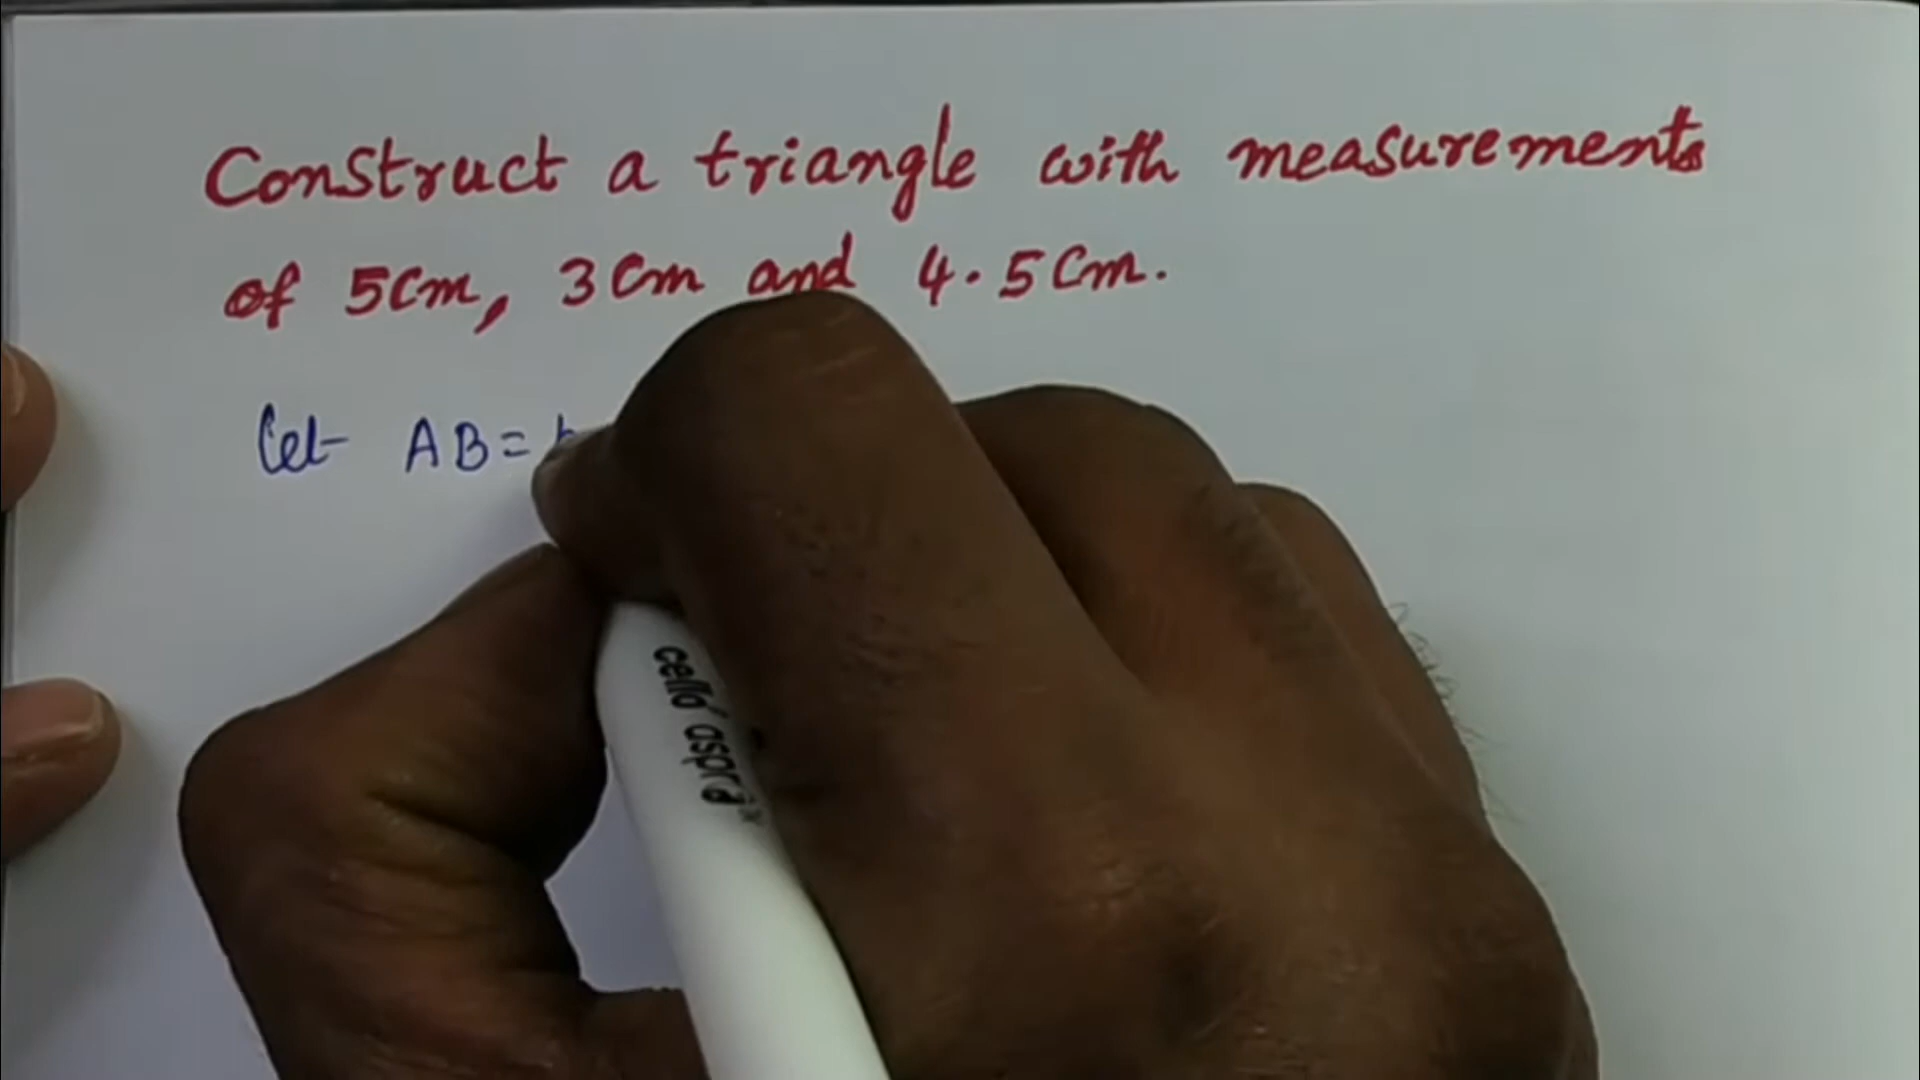 Construct a triangle with measurements
of 5cm, 3cm and 4.5cm.
Let AB =
cello aspra